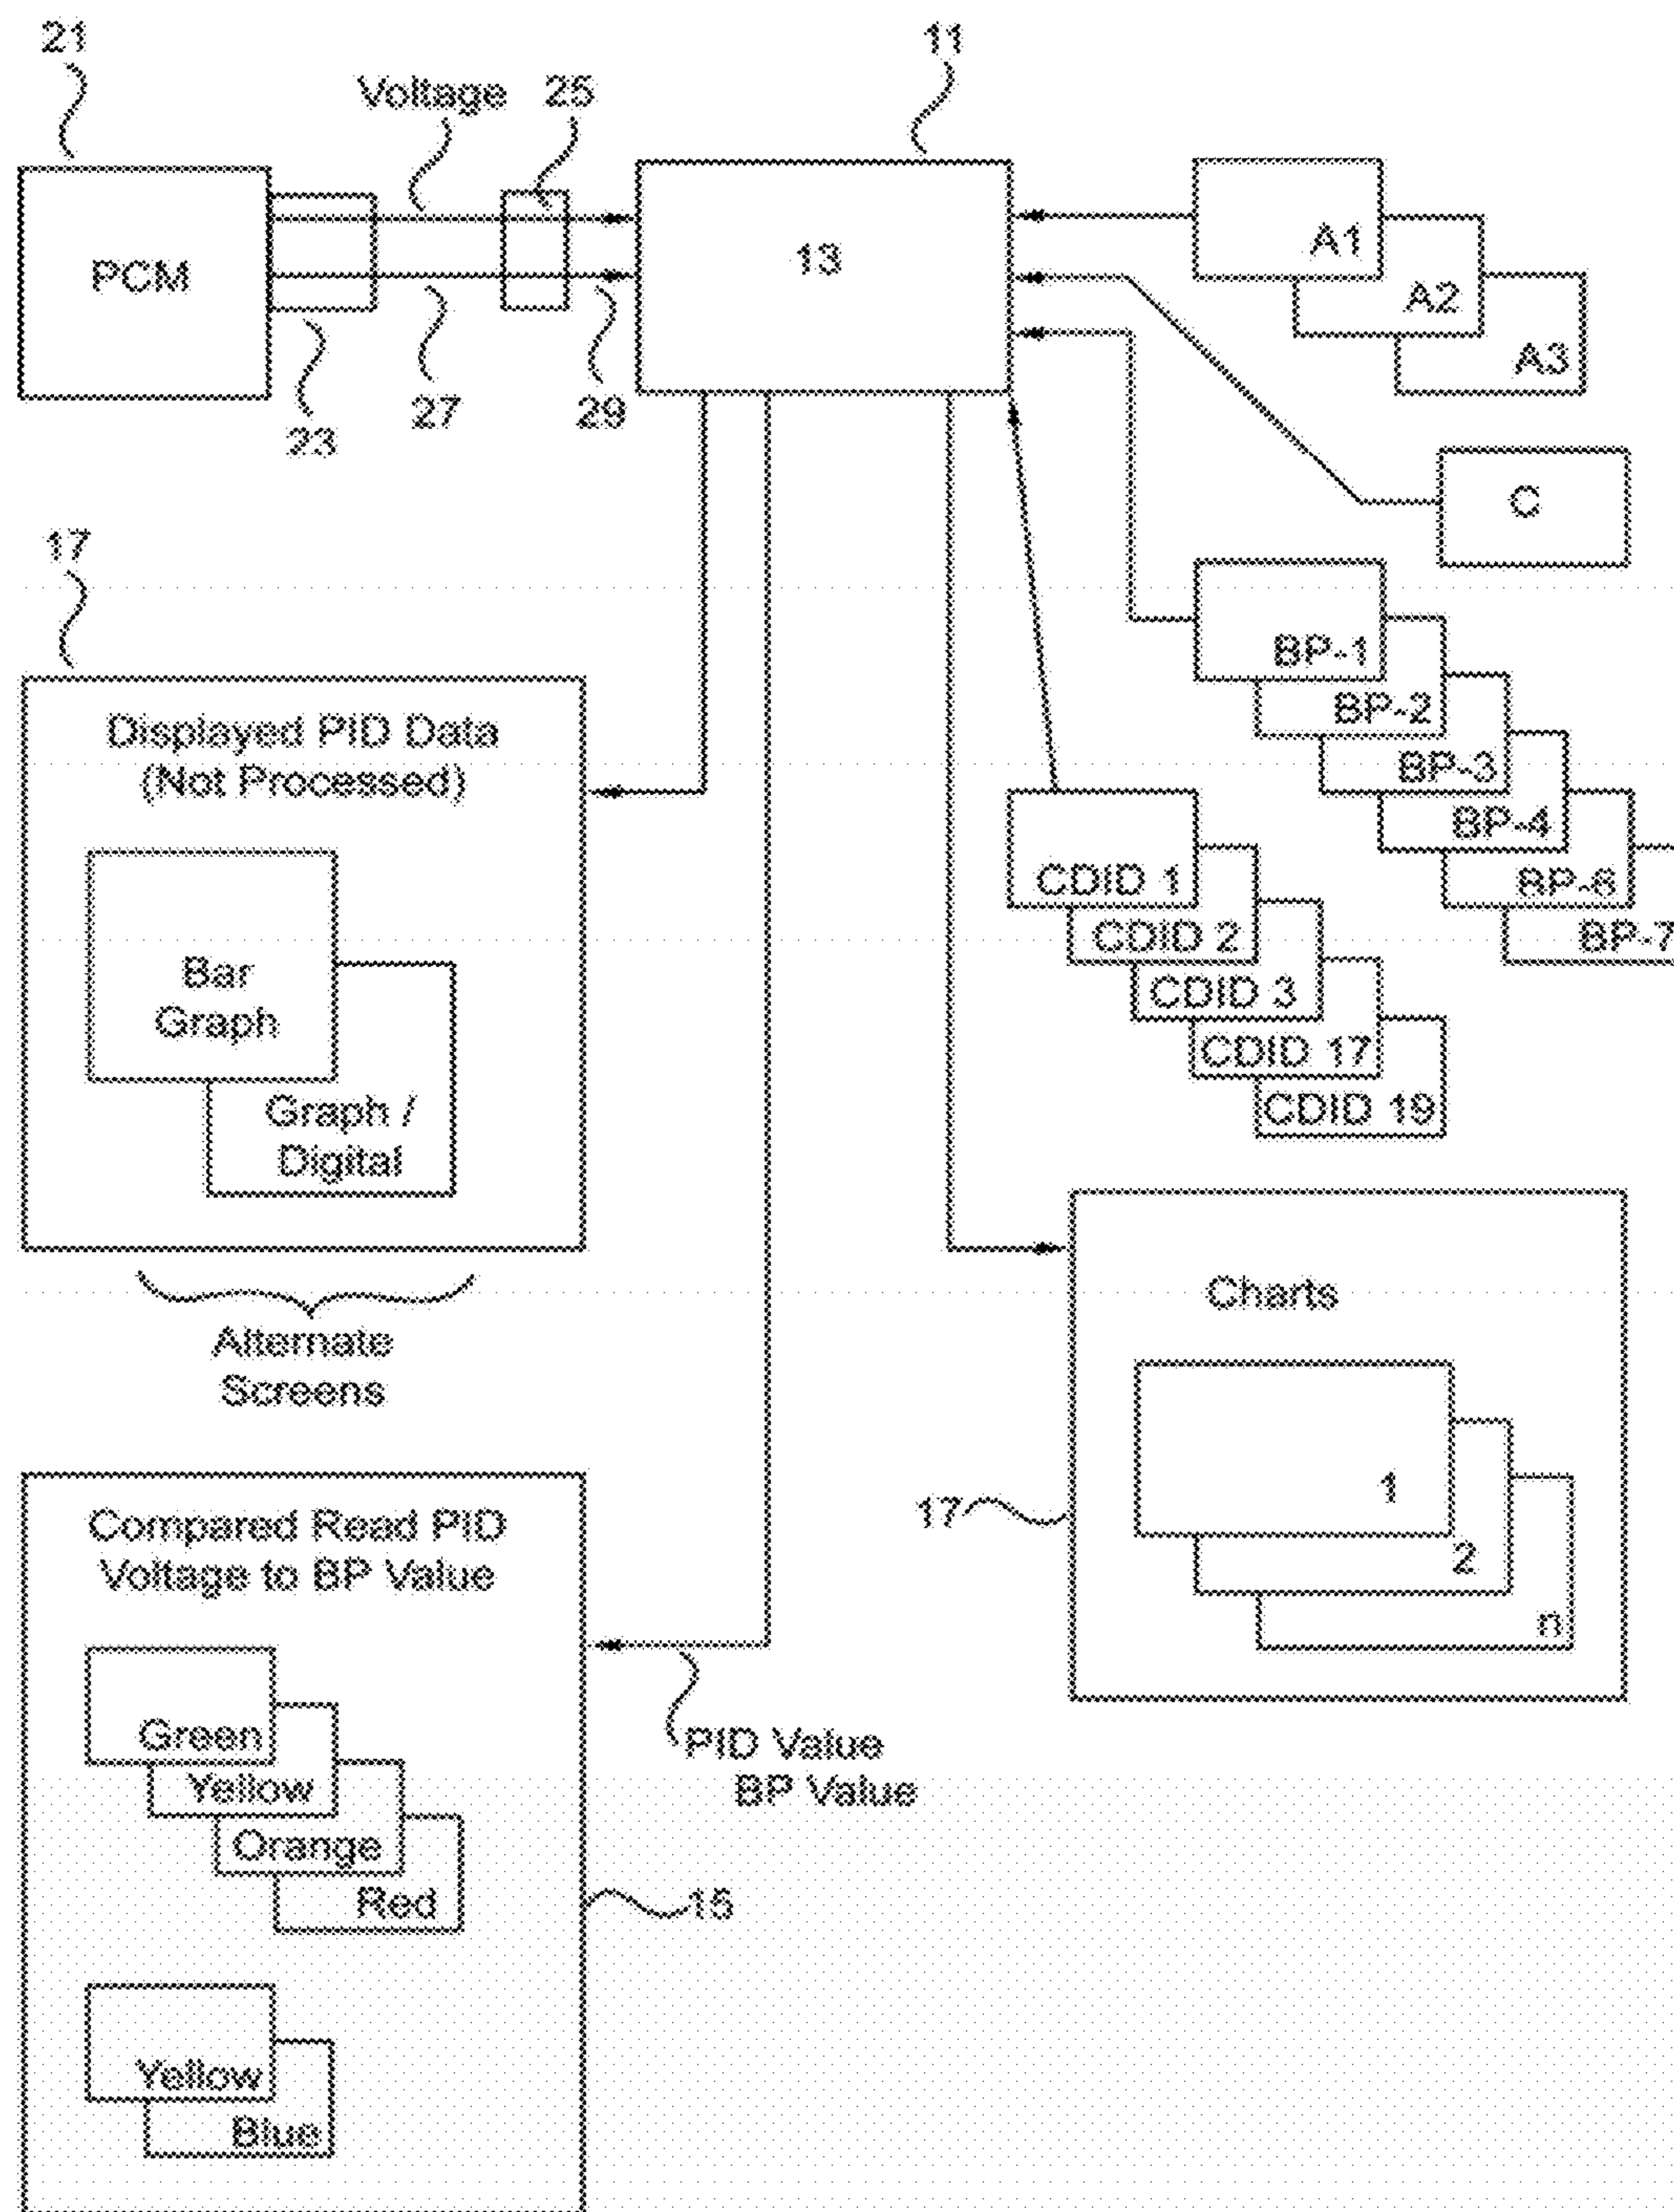 21
11
Voltage
25
PCM
13
A1
A2
A3
23
27
29
C
17
BP-1
BP-2
BP-3
BP-4
BP-6
BP-7
Displayed PID Data
(Not Processed)
Bar
Graph
Graph /
Digital
Alternate
Screens
CDID 1
CDID 2
CDID 3
CDID 17
CDID 19
Charts
1
2
n
17
Compared Read PID
Voltage to BP Value
Green
Yellow
Orange
Red
PID Value
BP Value
15
Yellow
Blue